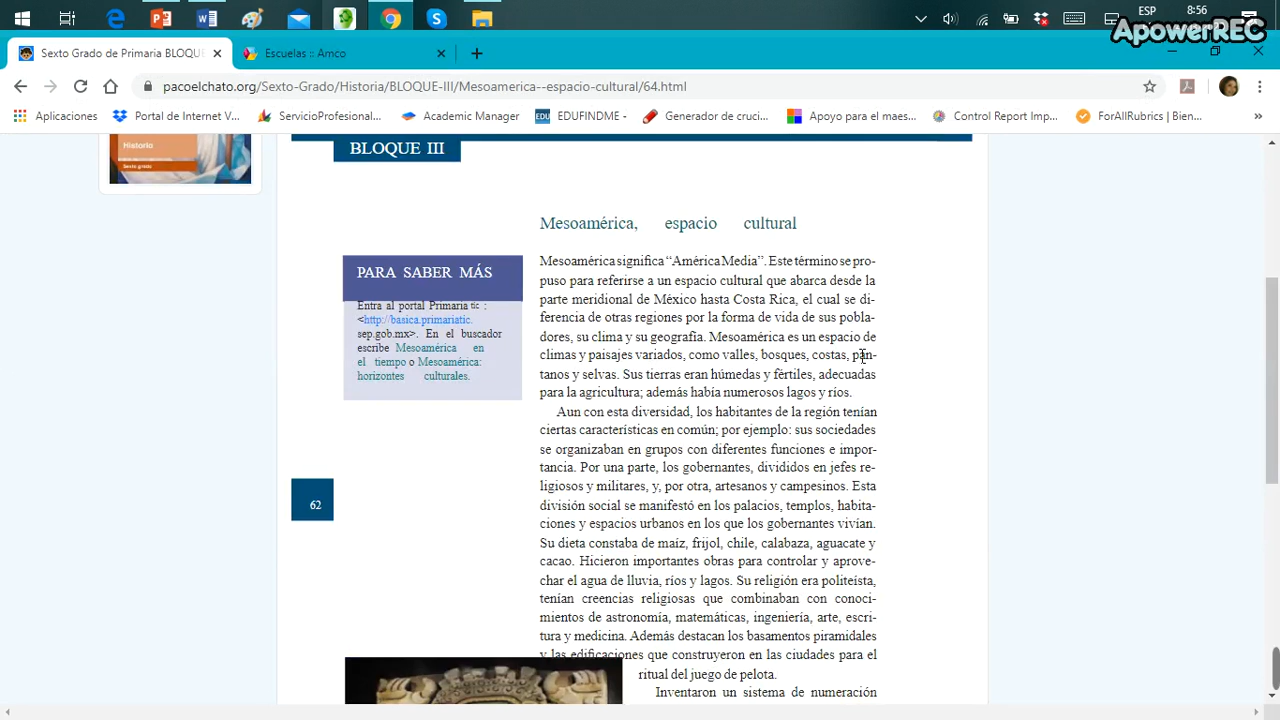 ESP
8:56
ApowerREC
Sexto Grado de Primaria BLOQUE
Escuelas :: Amco
pacoelchato.org/Sexto-Grado/Historia/BLOQUE-III/Mesoamerica--espacio-cultural/64.html
Aplicaciones
Portal de Internet V...
ServicioProfesional...
Academic Manager
EDUFINDME -
Generador de cruci...
Apoyo para el maes...
Control Report Imp...
ForAllRubrics | Bien...
»
Historia
Sexto grado
BLOQUE III
Mesoamérica, espacio cultural
PARA SABER MÁS
Entra al portal Primaria tic :
<http://basica.primariatic.
sep.gob.mx>. En el buscador
escribe Mesoamérica en
el tiempo o Mesoamérica:
horizontes culturales.
62
Mesoamérica significa “América Media”. Este término se pro-
puso para referirse a un espacio cultural que abarca desde la
parte meridional de México hasta Costa Rica, el cual se di-
ferencia de otras regiones por la forma de vida de sus pobla-
dores, su clima y su geografía. Mesoamérica es un espacio de
climas y paisajes variados, como valles, bosques, costas, pan-
tanos y selvas. Sus tierras eran húmedas y fértiles, adecuadas
para la agricultura; además había numerosos lagos y ríos.
Aun con esta diversidad, los habitantes de la región tenían
ciertas características en común; por ejemplo: sus sociedades
se organizaban en grupos con diferentes funciones e impor-
tancia. Por una parte, los gobernantes, divididos en jefes re-
ligiosos y militares, y, por otra, artesanos y campesinos. Esta
división social se manifestó en los palacios, templos, habita-
ciones y espacios urbanos en los que los gobernantes vivían.
Su dieta constaba de maíz, frijol, chile, calabaza, aguacate y
cacao. Hicieron importantes obras para controlar y aprove-
char el agua de lluvia, ríos y lagos. Su religión era politeísta,
tenían creencias religiosas que combinaban con conoci-
mientos de astronomía, matemáticas, ingeniería, arte, escri-
tura y medicina. Además destacan los basamentos piramidales
y las edificaciones que construyeron en las ciudades para el
ritual del juego de pelota.
Inventaron un sistema de numeración